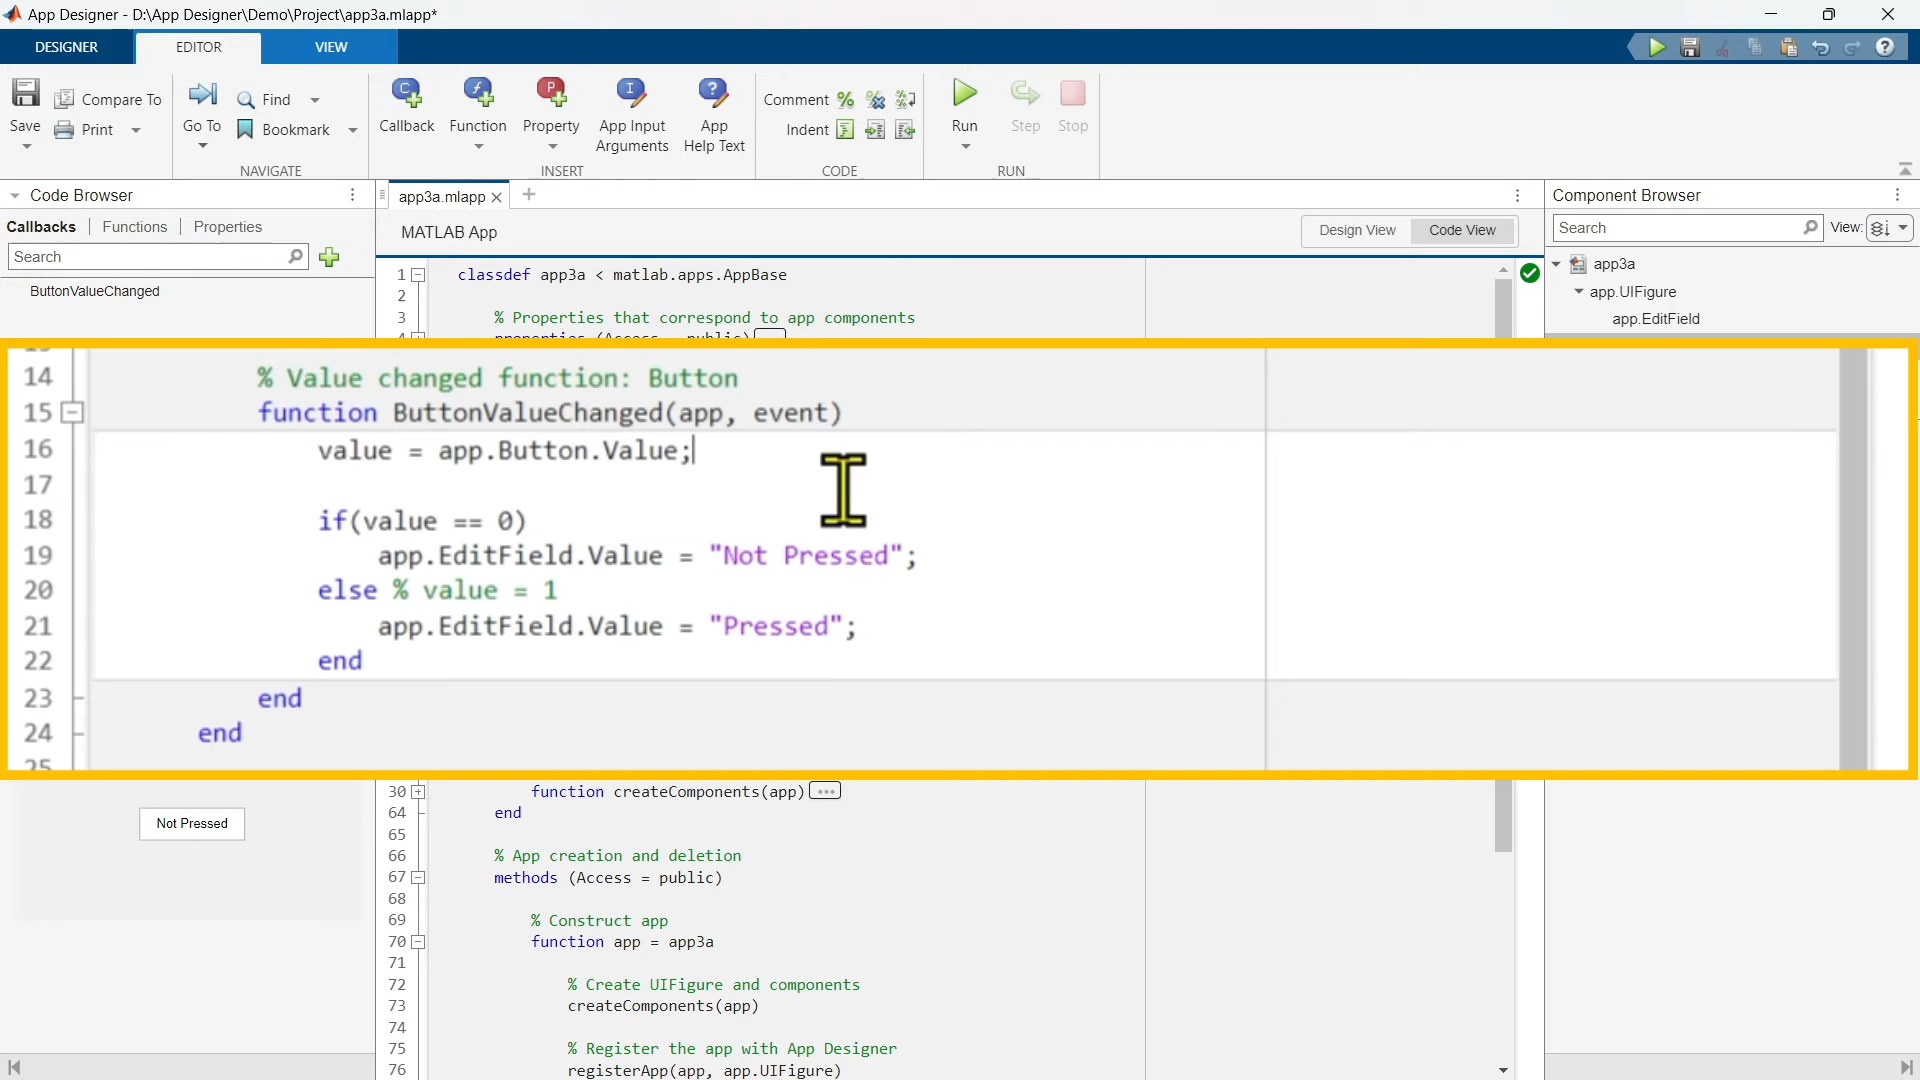 App Designer - D:\App Designer\Demo\Project\app3a.mlapp*
DESIGNER EDITOR VIEW
Save
Compare To
Print
Go To
Find
Bookmark
NAVIGATE
Callback
Function
Property
App Input
Arguments
App
Help Text
INSERT
Comment
Indent
CODE
Run
Step
Stop
RUN
Code Browser
Callbacks Functions Properties
Search
ButtonValueChanged
app3a.mlapp
MATLAB App
Design View Code View
Component Browser
Search View:
app3a
app.UIFigure
app.EditField
1 classdef app3a < matlab.apps.AppBase
2
3 % Properties that correspond to app components
4 properties (Access = public) ...
14 % Value changed function: Button
15 function ButtonValueChanged(app, event)
16 value = app.Button.Value;
17
18 if(value == 0)
19 app.EditField.Value = "Not Pressed";
20 else % value = 1
21 app.EditField.Value = "Pressed";
22 end
23 end
24 end
25
Not Pressed
30 function createComponents(app) ...
64 end
65
66 % App creation and deletion
67 methods (Access = public)
68
69 % Construct app
70 function app = app3a
71
72 % Create UIFigure and components
73 createComponents(app)
74
75 % Register the app with App Designer
76 registerApp(app, app.UIFigure)